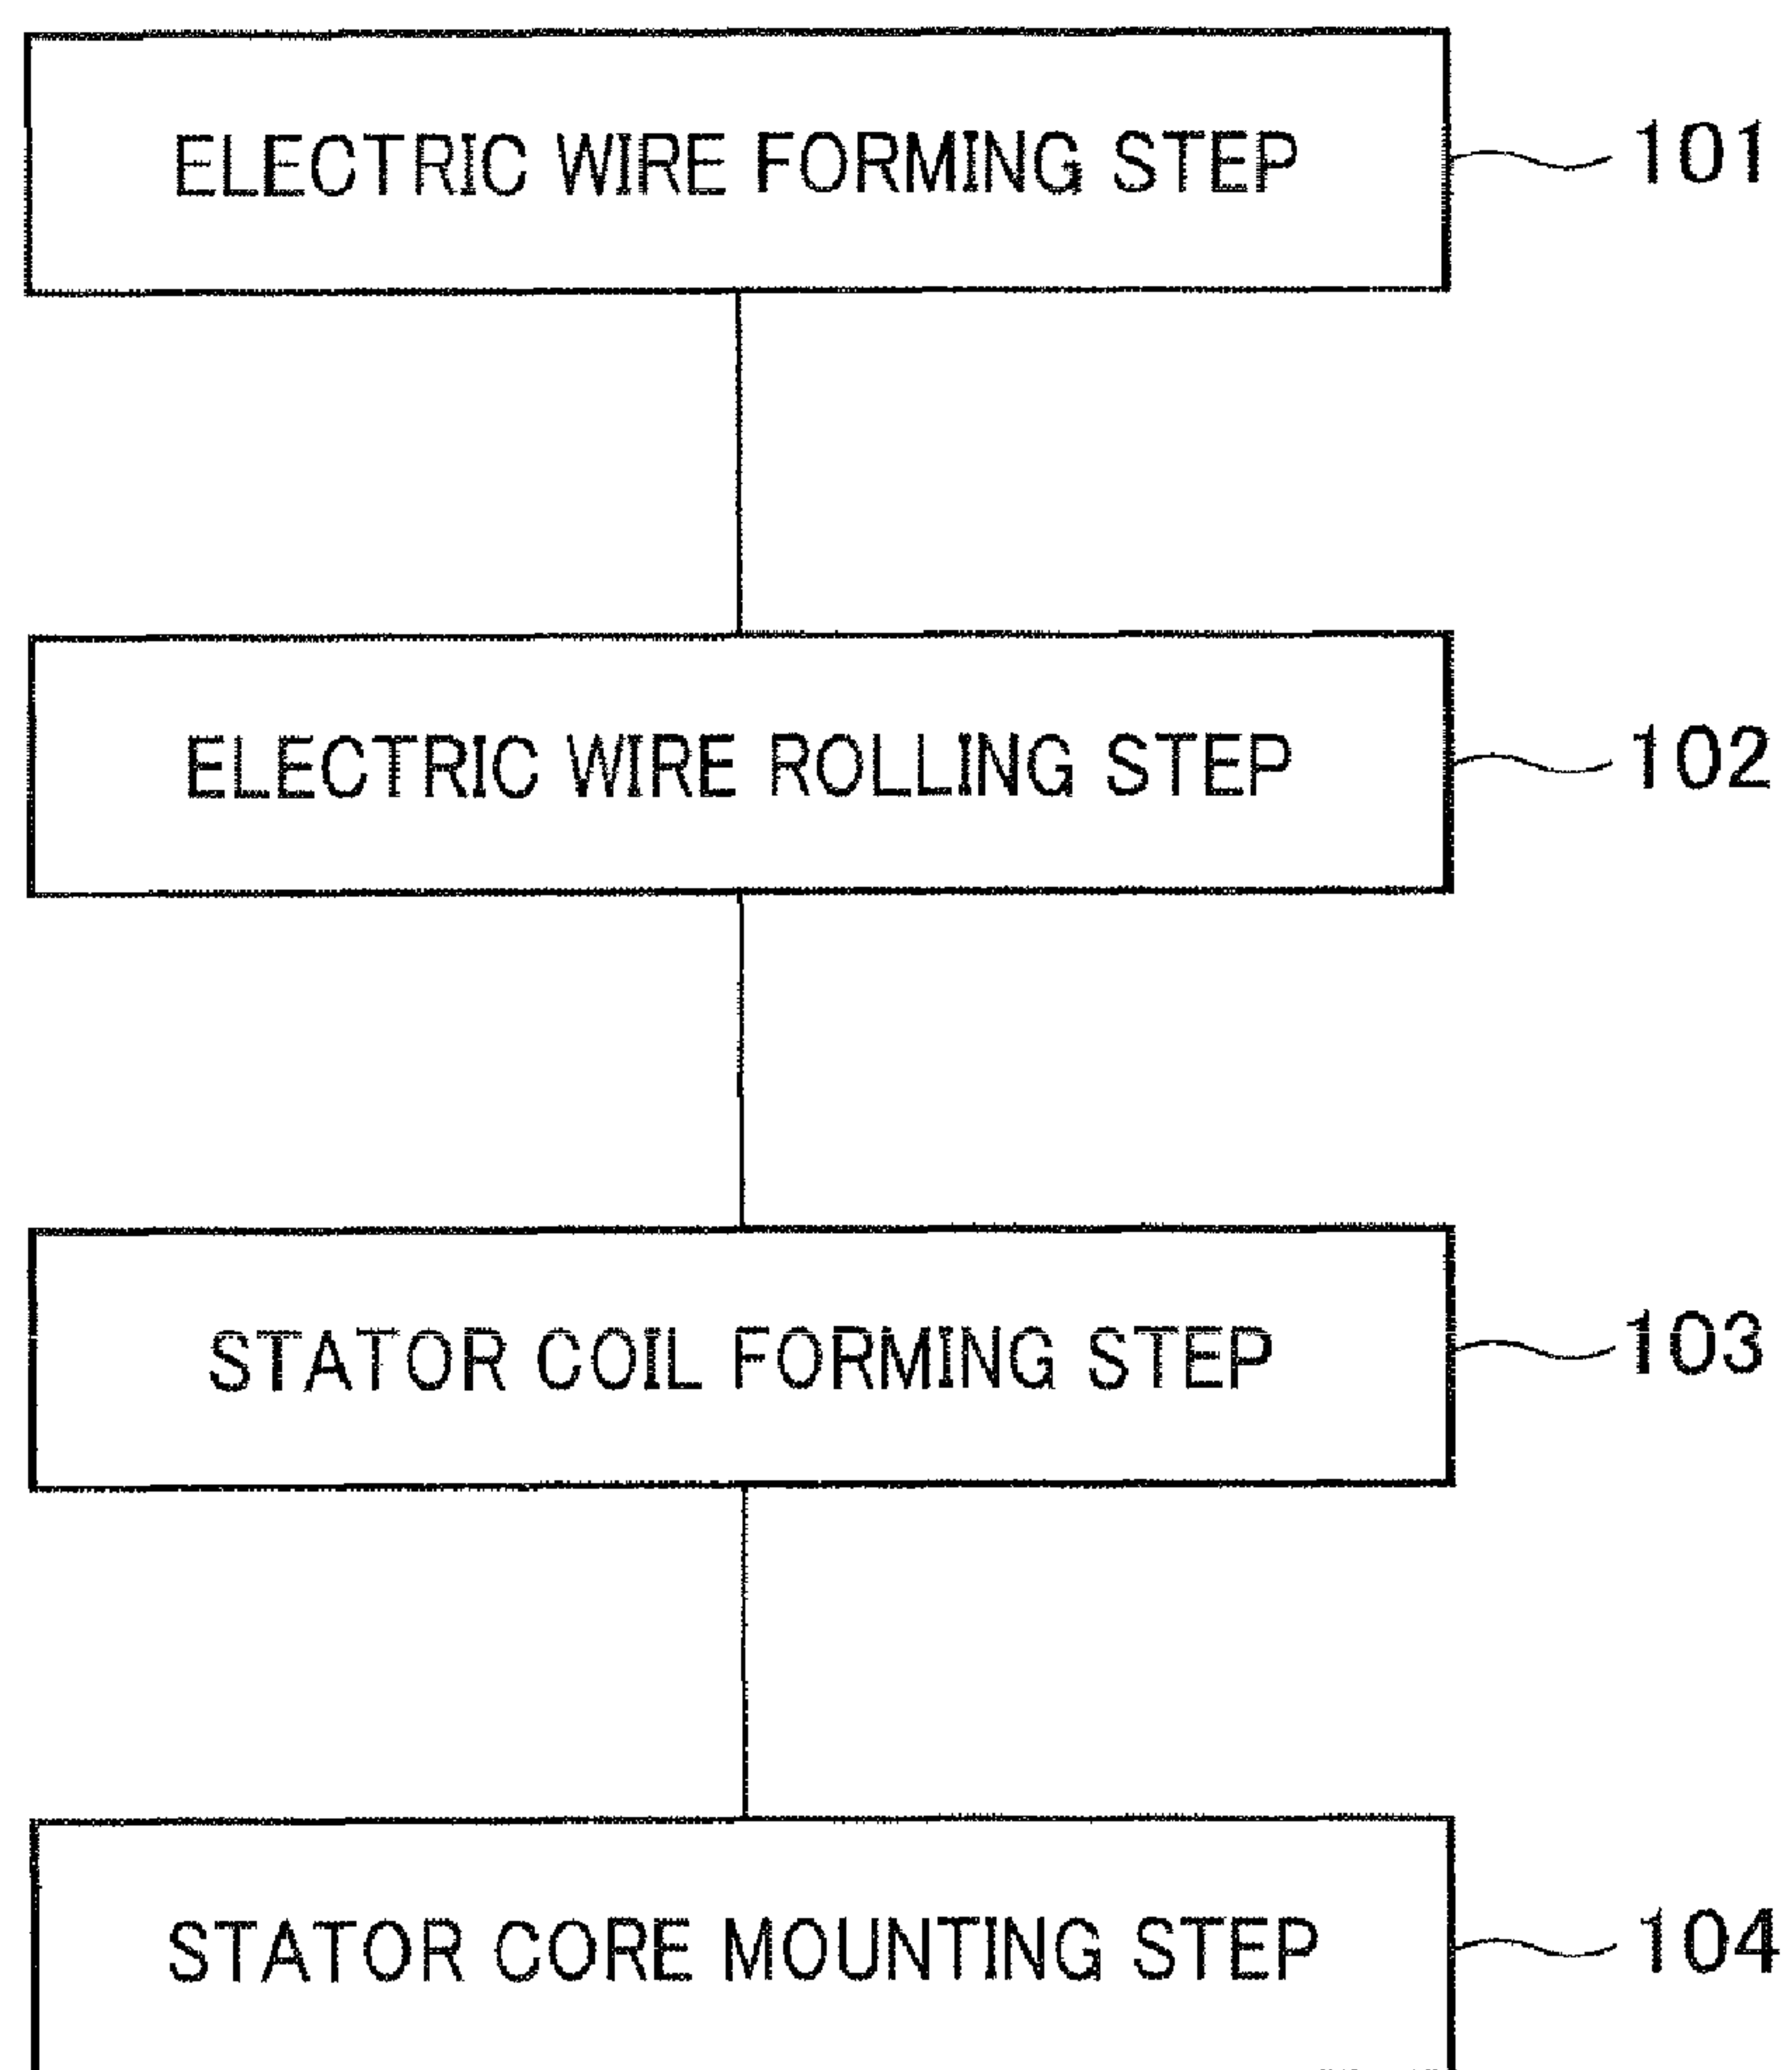 ELECTRIC WIRE FORMING STEP 101
ELECTRIC WIRE ROLLING STEP 102
STATOR COIL FORMING STEP 103
STATOR CORE MOUNTING STEP 104